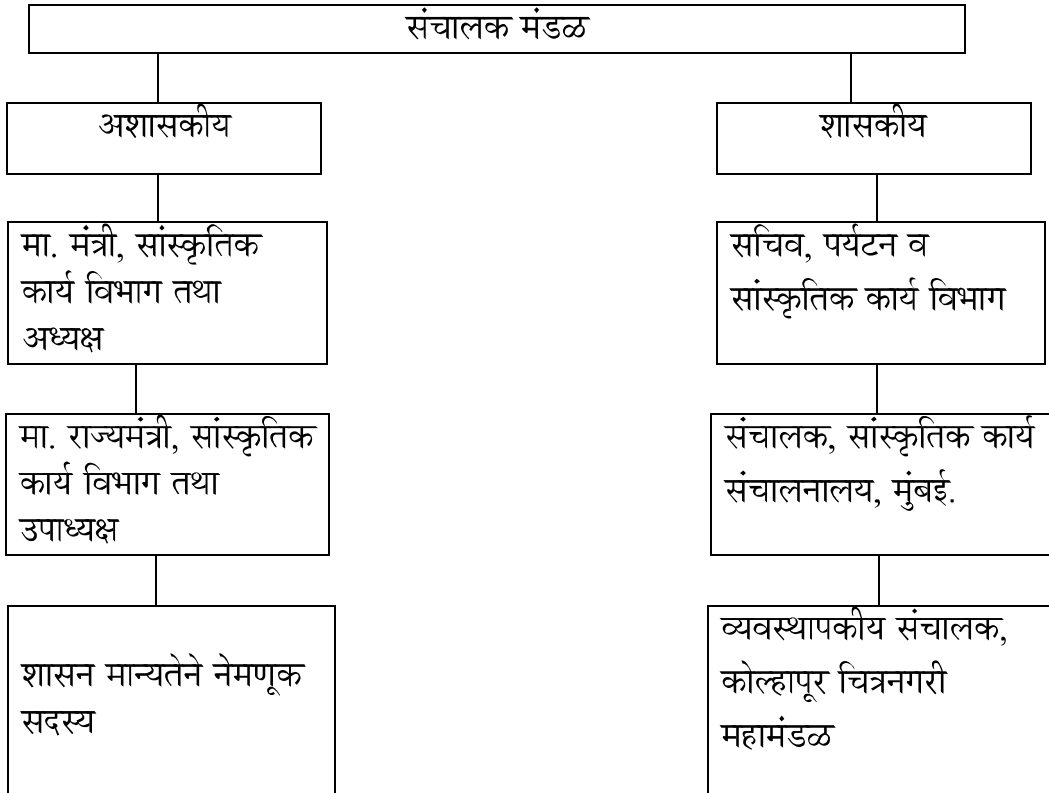 संचालक मंडळ
अशासकीय
शासकीय
मा. मंत्री, सांस्कृतिक
कार्य विभाग तथा
अध्यक्ष
सचिव, पर्यटन व
सांस्कृतिक कार्य विभाग
मा. राज्यमंत्री, सांस्कृतिक
कार्य विभाग तथा
उपाध्यक्ष
संचालक, सांस्कृतिक कार्य
संचालनालय, मुंबई.
शासन मान्यतेने नेमणूक
सदस्य
व्यवस्थापकीय संचालक,
कोल्हापूर चित्रनगरी
महामंडळ